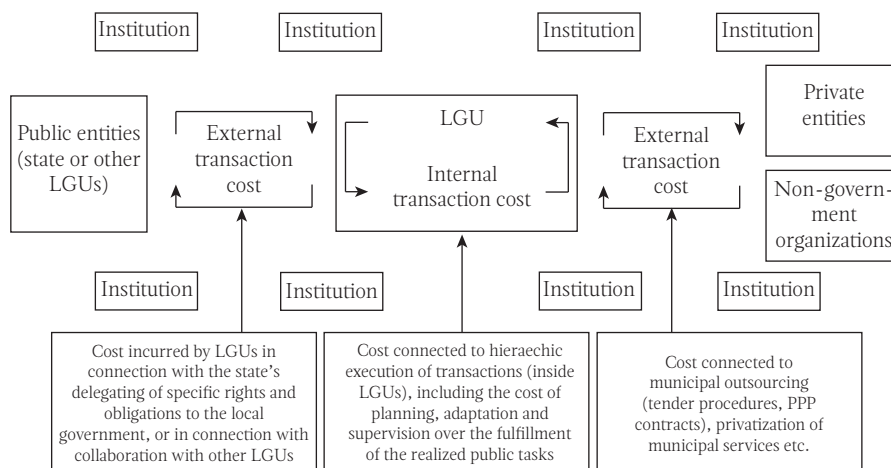 Institution
Institution
Institution
Institution
Public entities
(state or other
LGUs)
External
transaction
cost
LGU
Internal
transaction cost
External
transaction
cost
Private
entities
Non-govern-
ment
organizations
Institution
Institution
Institution
Institution
Cost incurred by LGUs in
connection with the state's
delegating of specific rights and
obligations to the local
government, or in connection with
collaboration with other LGUs
Cost connected to hieraechic
execution of transactions (inside
LGUs), including the cost of
planning, adaptation and
supervision over the fulfillment
of the realized public tasks
Cost connected to
municipal outsourcing
(tender procedures, PPP
contracts), privatization of
municipal services etc.